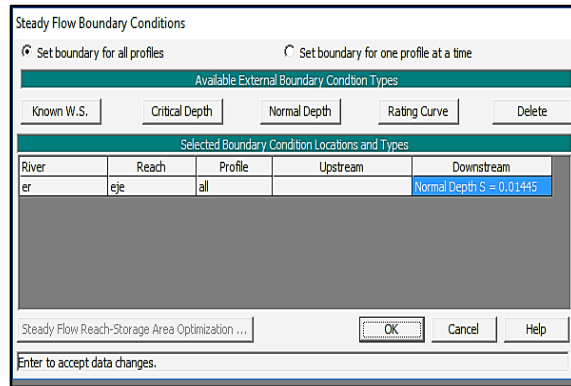 Steady Flow Boundary Conditions
Set boundary for all profiles Set boundary for one profile at a time
Available External Boundary Condtion Types
Known W.S. Critical Depth Normal Depth Rating Curve Delete
Selected Boundary Condition Locations and Types
River Reach Profile Upstream Downstream
er eje all Normal Depth S = 0.01445
Steady Flow Reach-Storage Area Optimization ... OK Cancel Help
Enter to accept data changes.